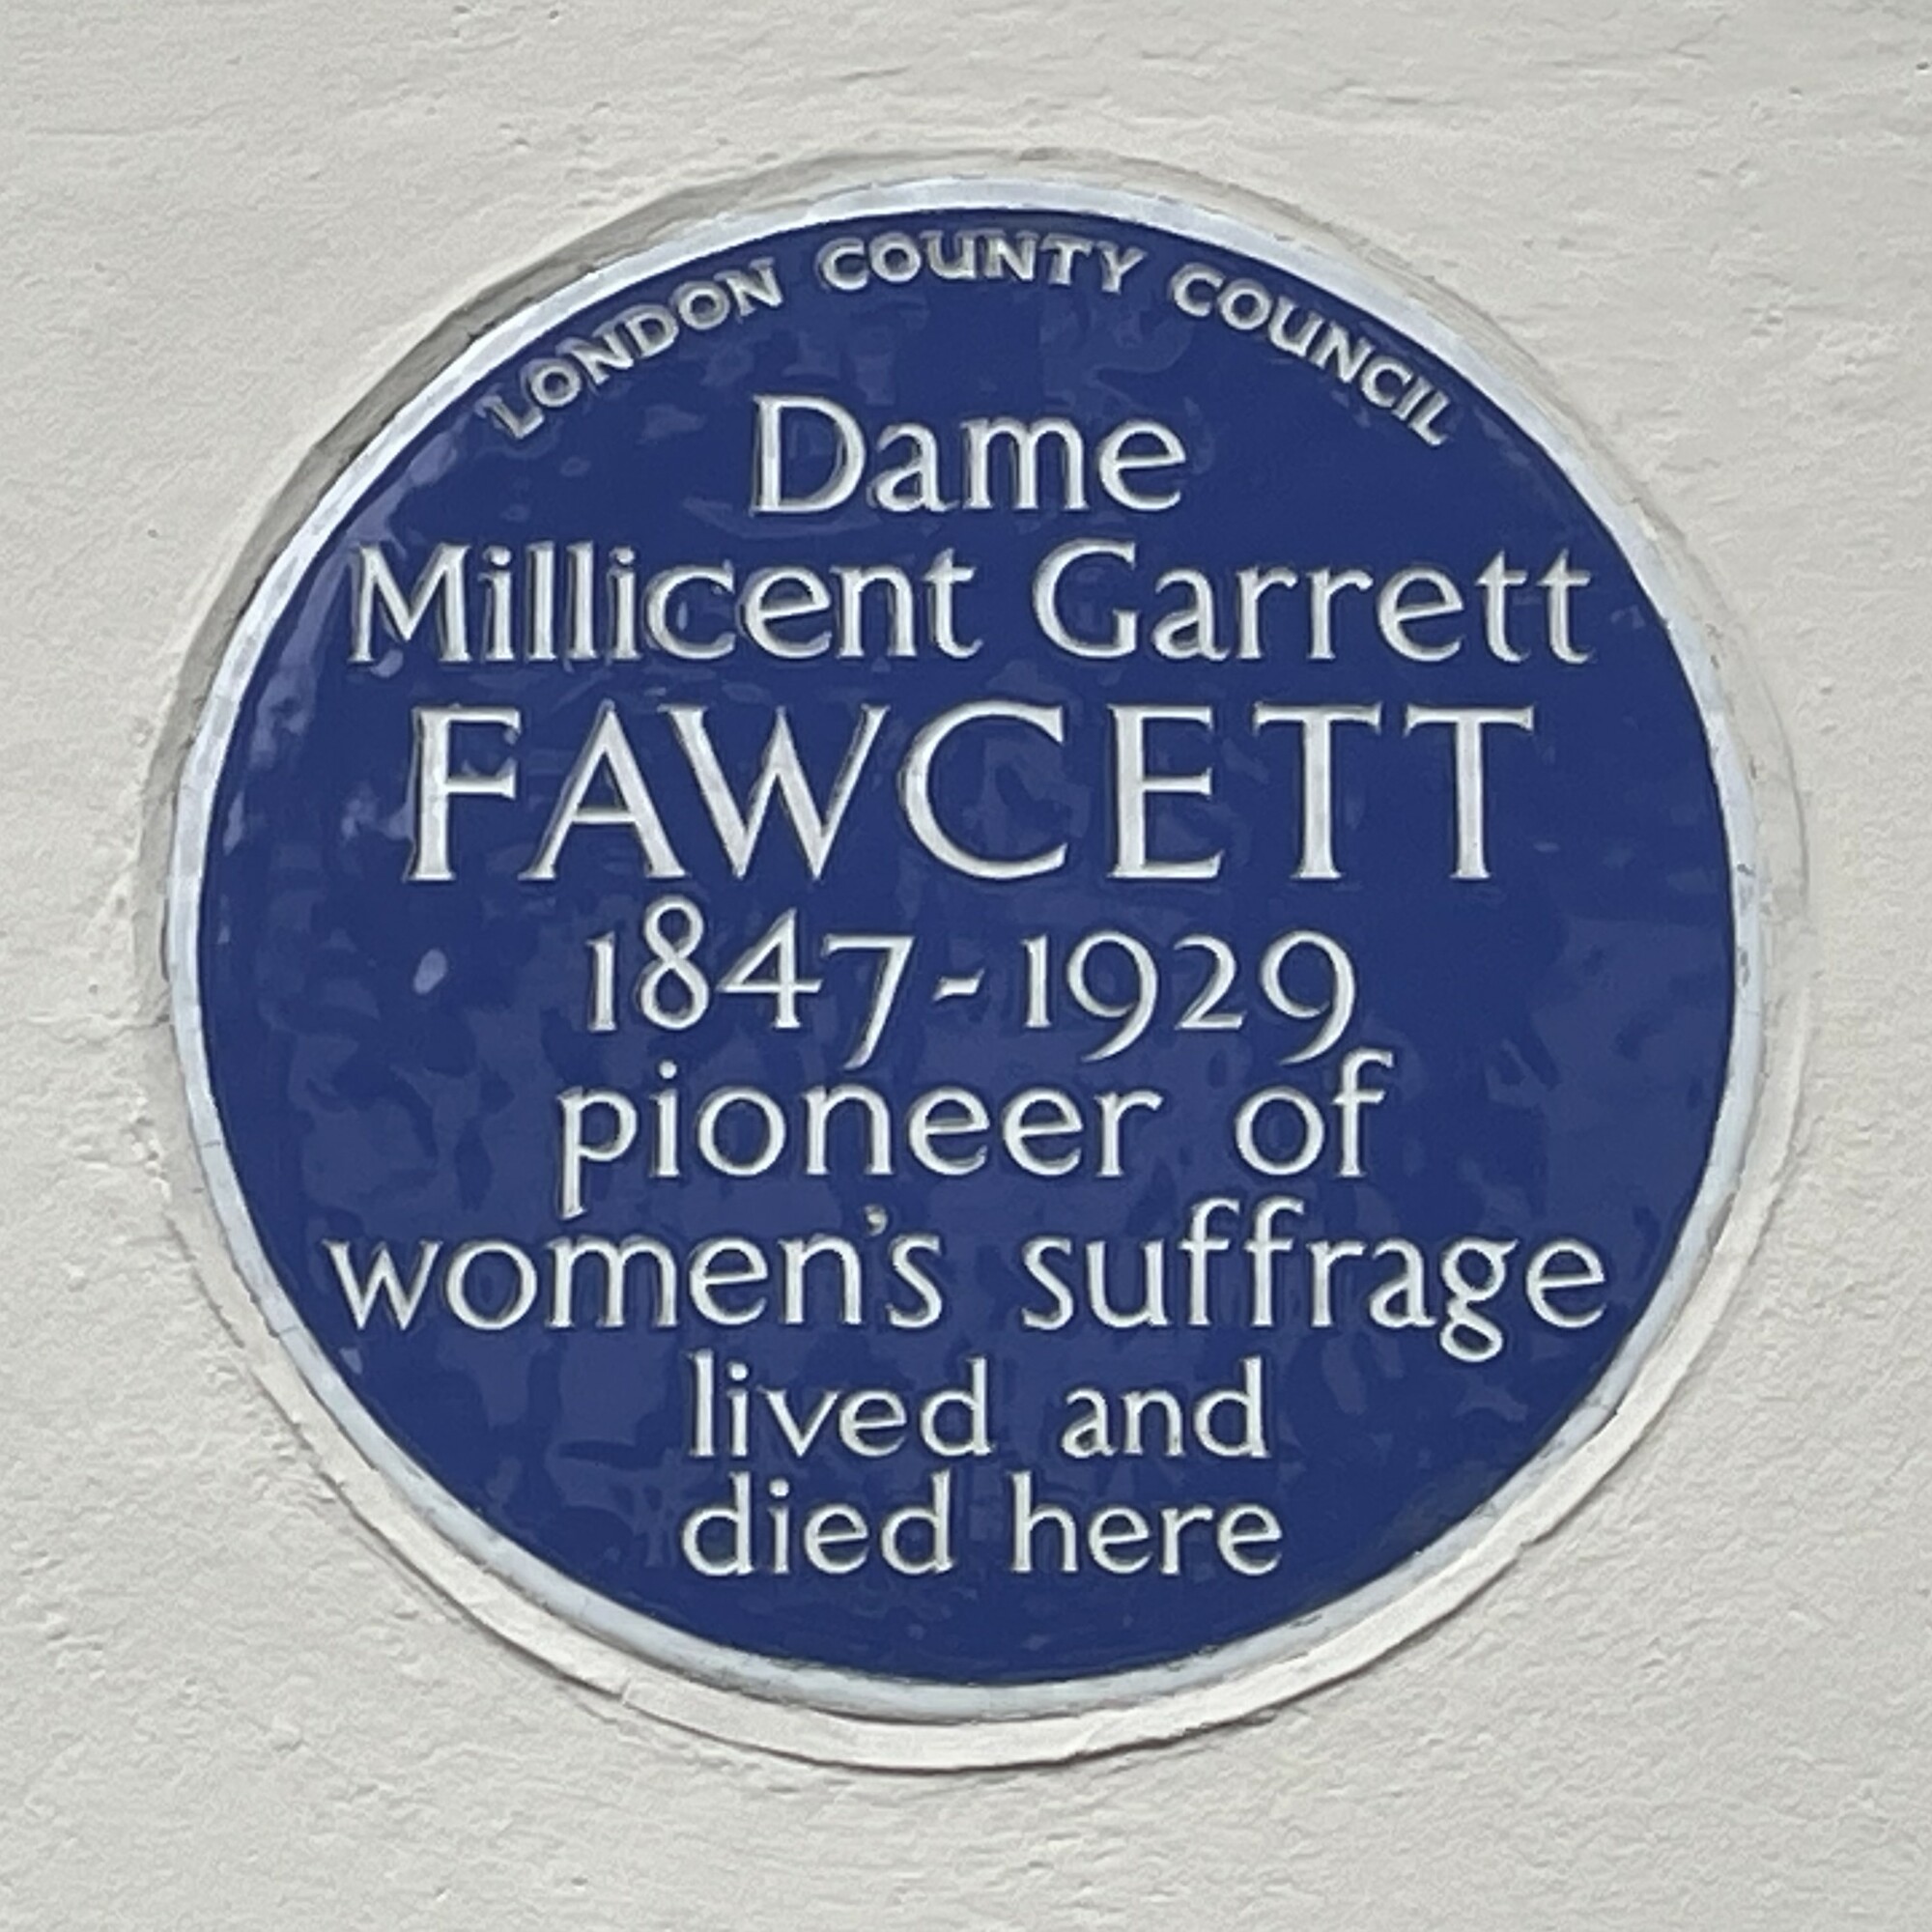 LONDON COUNTY COUNCIL
Dame
Millicent Garrett
FAWCETT
1847-1929
pioneer of
women's suffrage
lived and
died here